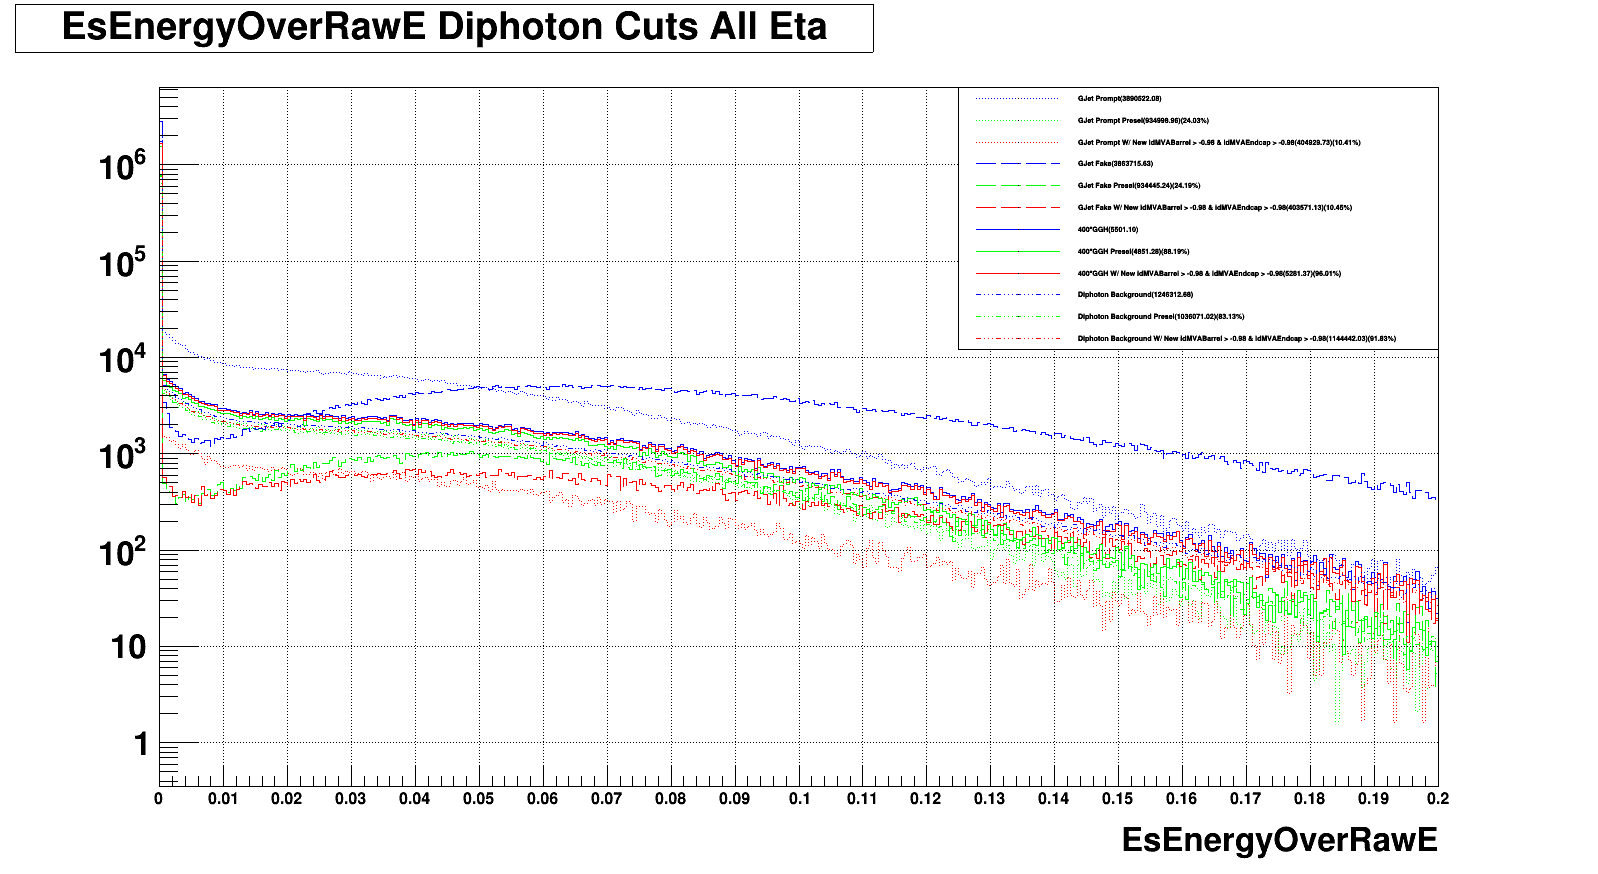 EsEnergyOverRawE Diphoton Cuts All Eta
GJet Prompt(3890522.08)
GJet Prompt Presel(934998.96)(24.03%)
GJet Prompt W/ New idMVABarrel > -0.98 & idMVAEndcap > -0.98(404929.73)(10.41%)
GJet Fake(3863715.63)
GJet Fake Presel(934445.24)(24.19%)
GJet Fake W/ New idMVABarrel > -0.98 & idMVAEndcap > -0.98(403571.13)(10.45%)
400*GGH(5501.10)
400*GGH Presel(4851.28)(88.19%)
400*GGH W/ New idMVABarrel > -0.98 & idMVAEndcap > -0.98(5281.37)(96.01%)
Diphoton Background(1246312.68)
Diphoton Background Presel(1036071.02)(83.13%)
Diphoton Background W/ New idMVABarrel > -0.98 & idMVAEndcap > -0.98(1144442.03)(91.83%)
10^6
10^5
10^4
10^3
10^2
10
1
0 0.01 0.02 0.03 0.04 0.05 0.06 0.07 0.08 0.09 0.1 0.11 0.12 0.13 0.14 0.15 0.16 0.17 0.18 0.19 0.2
EsEnergyOverRawE